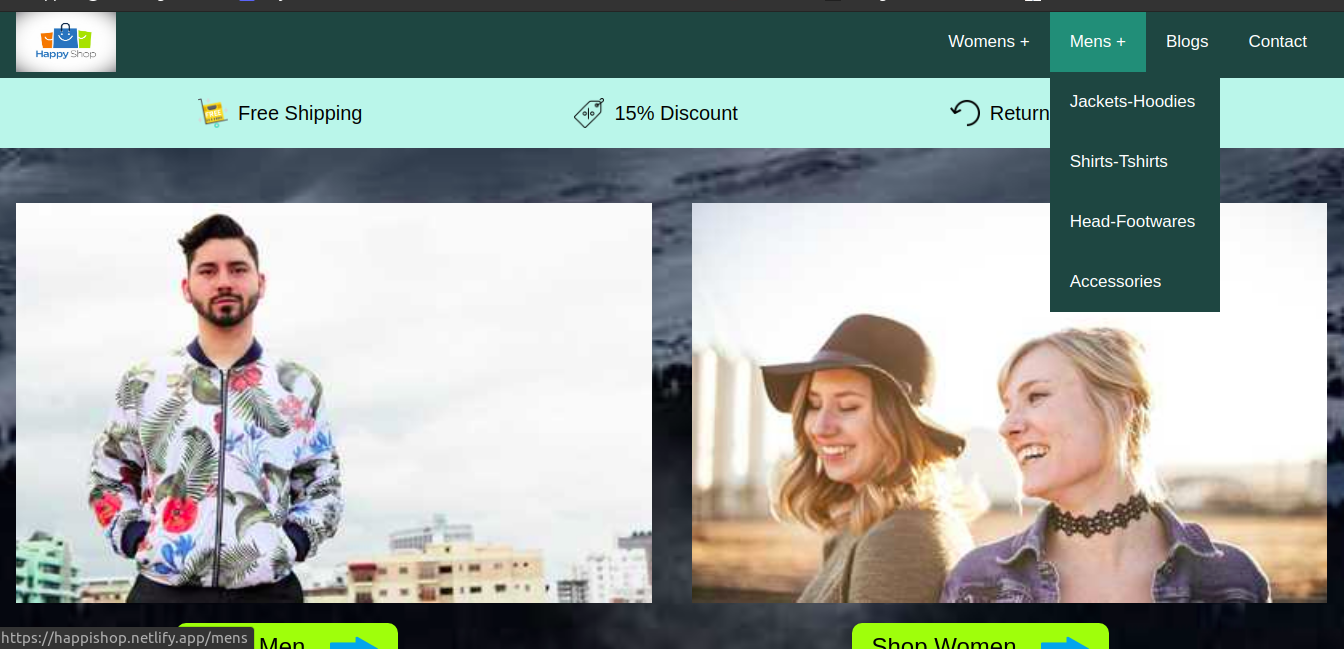 Happy Shop
Womens +
Mens +
Blogs
Contact
Free Shipping
15% Discount
Return
Jackets-Hoodies
Shirts-Tshirts
Head-Footwares
Accessories
https://happishop.netlify.app/mens
Men
Shop Women